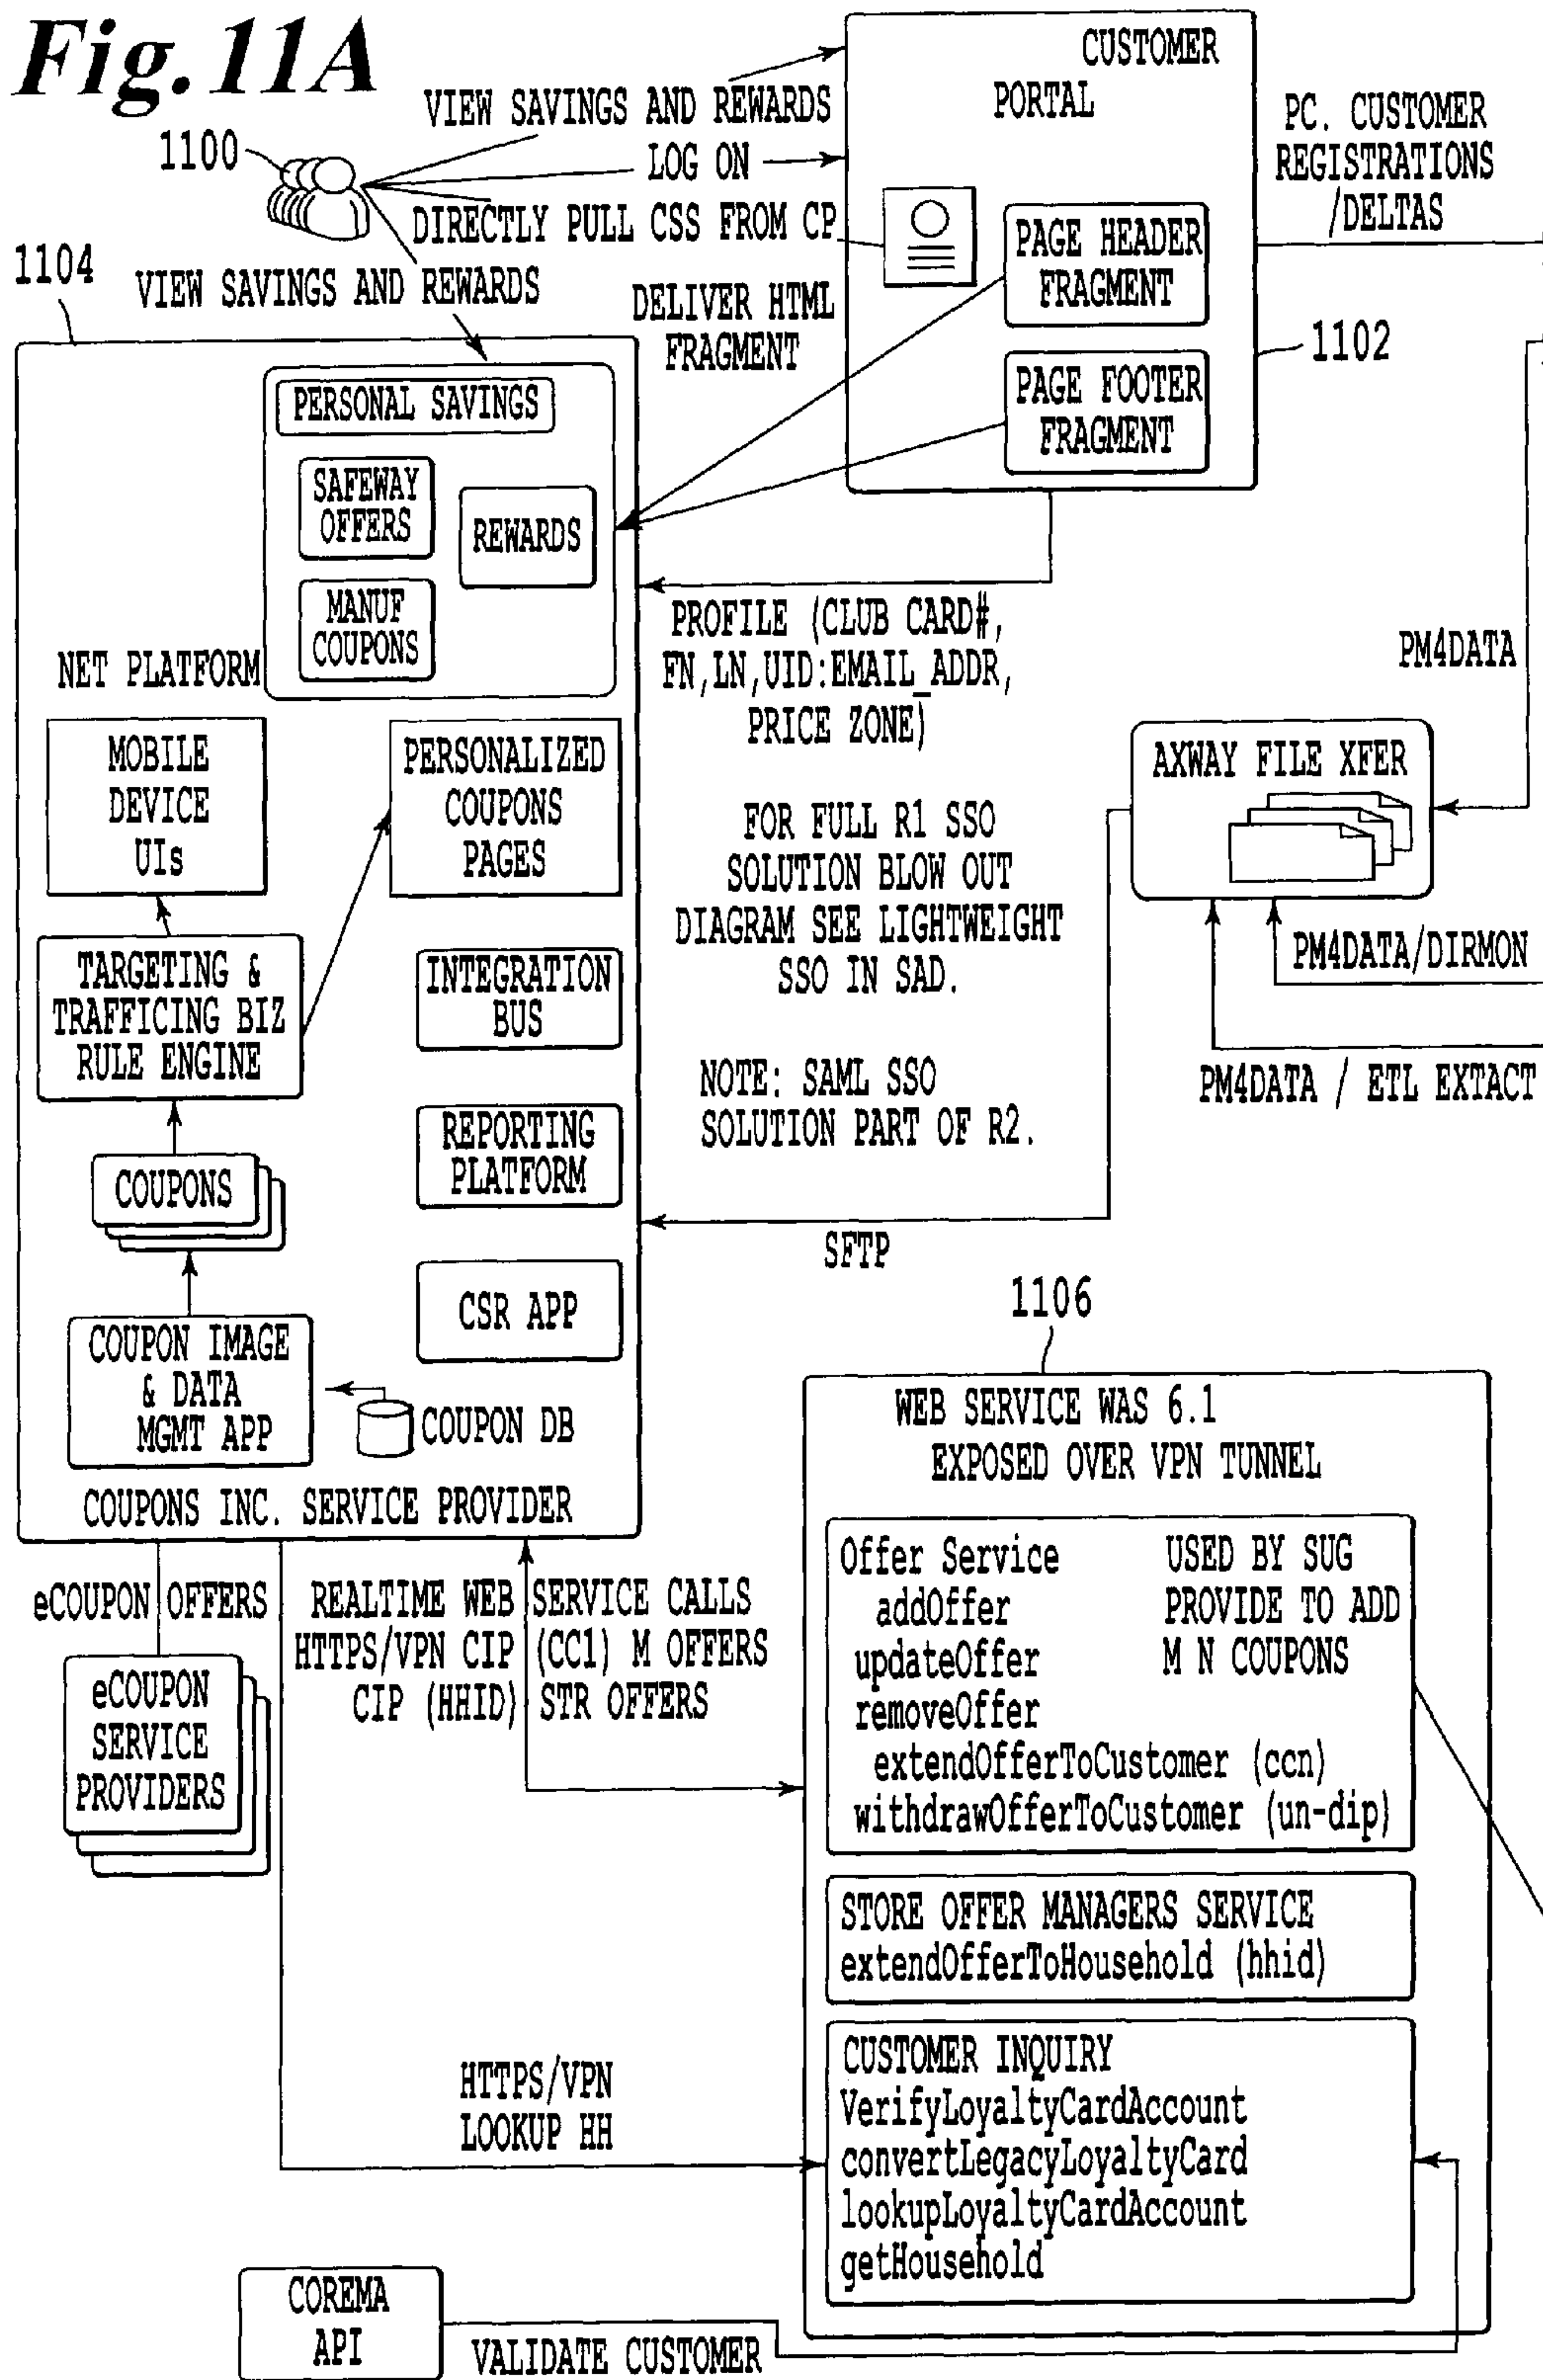 Fig. 11A
1100
VIEW SAVINGS AND REWARDS
LOG ON
DIRECTLY PULL CSS FROM CP
VIEW SAVINGS AND REWARDS
DELIVER HTML
FRAGMENT
CUSTOMER
PORTAL
PAGE HEADER
FRAGMENT
PAGE FOOTER
FRAGMENT
1102
PC. CUSTOMER
REGISTRATIONS
/DELTAS
1104
PERSONAL SAVINGS
SAFEWAY
OFFERS
REWARDS
MANUF
COUPONS
NET PLATFORM
MOBILE
DEVICE
UIs
PERSONALIZED
COUPONS
PAGES
TARGETING &
TRAFFICING BIZ
RULE ENGINE
INTEGRATION
BUS
COUPONS
REPORTING
PLATFORM
CSR APP
COUPON IMAGE
& DATA
MGMT APP
COUPON DB
COUPONS INC. SERVICE PROVIDER
PROFILE (CLUB CARD#,
FN,LN,UID:EMAIL_ADDR,
PRICE ZONE)
FOR FULL R1 SSO
SOLUTION BLOW OUT
DIAGRAM SEE LIGHTWEIGHT
SSO IN SAD.
NOTE: SAML SSO
SOLUTION PART OF R2.
SFTP
PM4DATA
AXWAY FILE XFER
PM4DATA/DIRMON
PM4DATA / ETL EXTACT
eCOUPON OFFERS
eCOUPON
SERVICE
PROVIDERS
REALTIME WEB SERVICE CALLS
HTTPS/VPN CIP (CC1) M OFFERS
CIP (HHID) STR OFFERS
HTTPS/VPN
LOOKUP HH
1106
WEB SERVICE WAS 6.1
EXPOSED OVER VPN TUNNEL
Offer Service
addOffer
updateOffer
removeOffer
extendOfferToCustomer (ccn)
withdrawOfferToCustomer (un-dip)
USED BY SUG
PROVIDE TO ADD
M N COUPONS
STORE OFFER MANAGERS SERVICE
extendOfferToHousehold (hhid)
CUSTOMER INQUIRY
VerifyLoyaltyCardAccount
convertLegacyLoyaltyCard
lookupLoyaltyCardAccount
getHousehold
COREMA
API
VALIDATE CUSTOMER